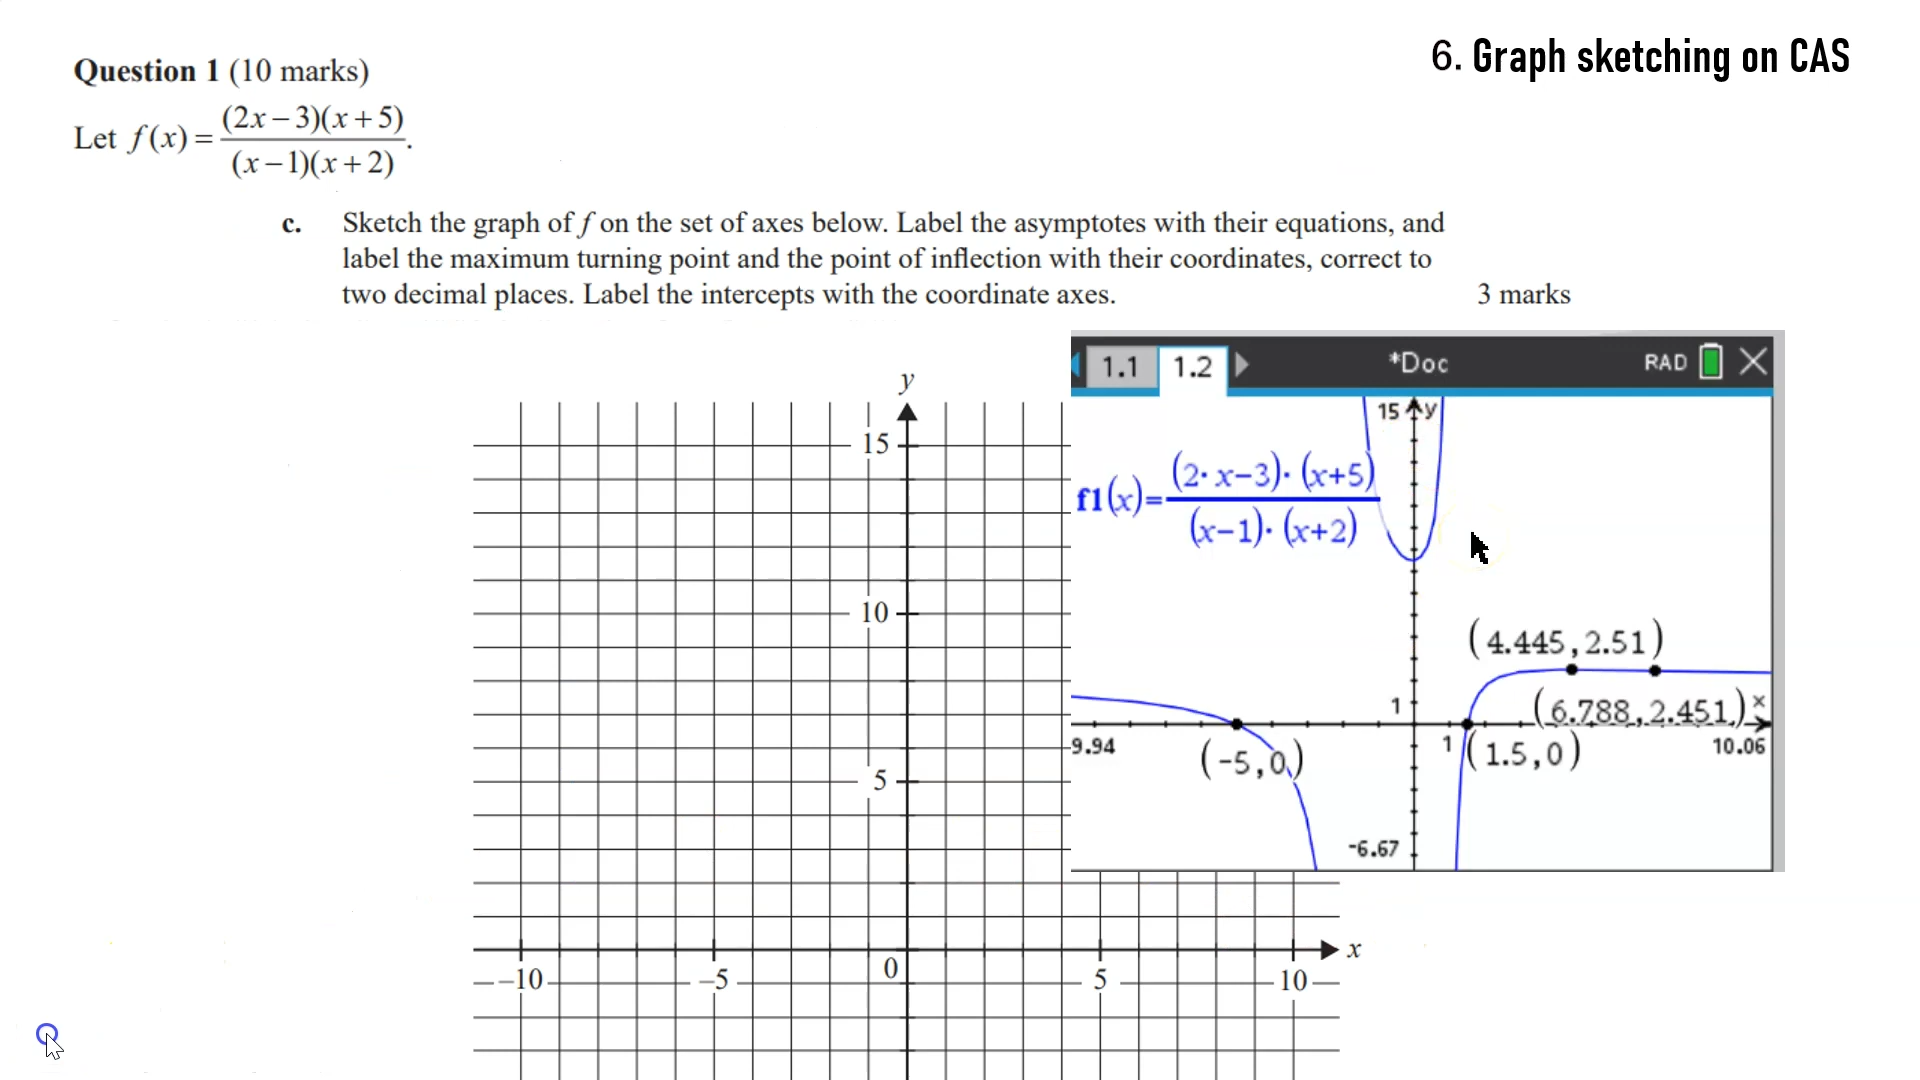 6. Graph sketching on CAS
Question 1 (10 marks)
Let f(x) = (2x − 3)(x + 5) / (x − 1)(x + 2).
c. Sketch the graph of f on the set of axes below. Label the asymptotes with their equations, and
label the maximum turning point and the point of inflection with their coordinates, correct to
two decimal places. Label the intercepts with the coordinate axes. 3 marks
1.1 1.2 *Doc RAD
y
15
10
5
0
−10 −5 5 10 x
15 y
f1(x)=(2·x−3)·(x+5) / (x−1)·(x+2)
(4.445,2.51)
1 (6.788,2.451) x
9.94 (-5,0) 1 (1.5,0) 10.06
-6.67